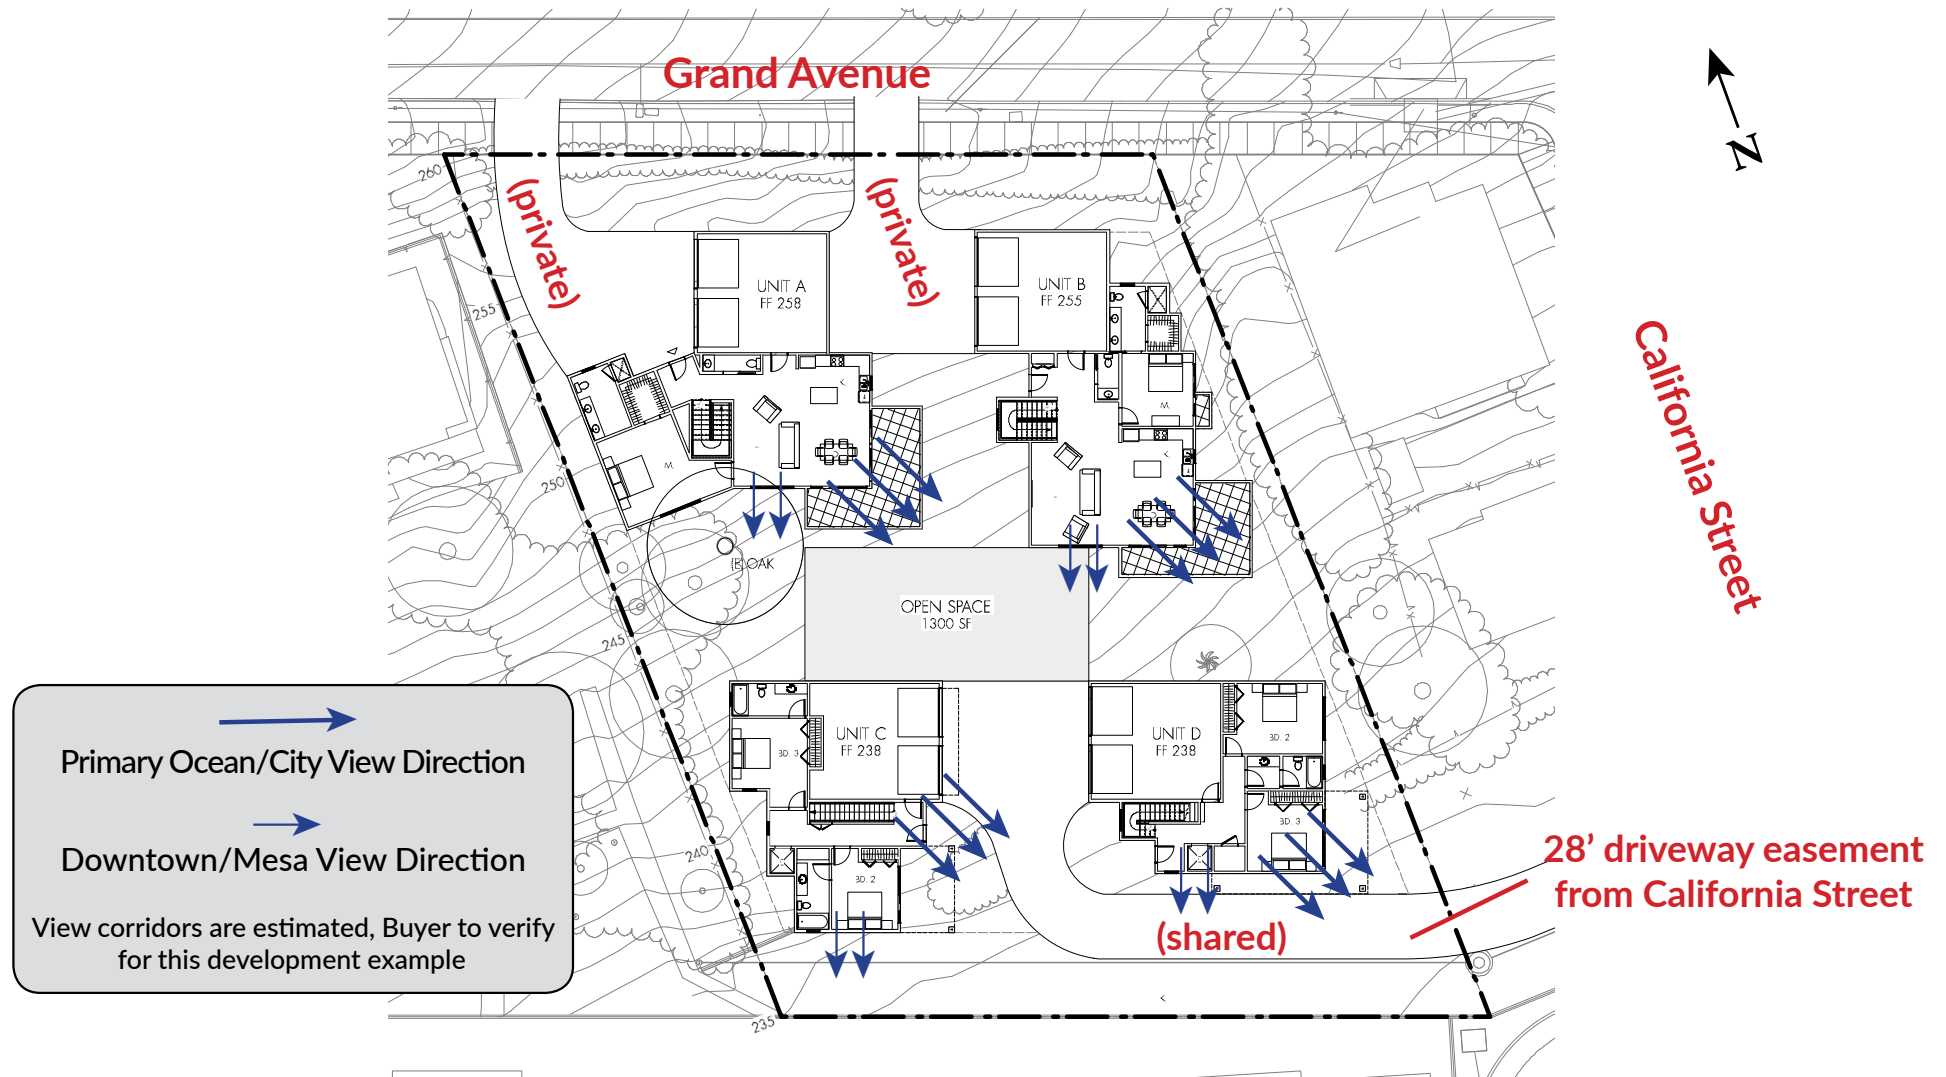 Grand Avenue
N
260
(private)
(private)
UNIT A
FF 258
UNIT B
FF 255
255
California Street
M.
M.
250
(E) OAK
OPEN SPACE
1300 SF
245
UNIT C
FF 238
BD. 3
UNIT D
FF 238
BD. 2
Primary Ocean/City View Direction
Downtown/Mesa View Direction
View corridors are estimated, Buyer to verify
for this development example
240
BD. 2
BD. 3
28’ driveway easement
from California Street
(shared)
235